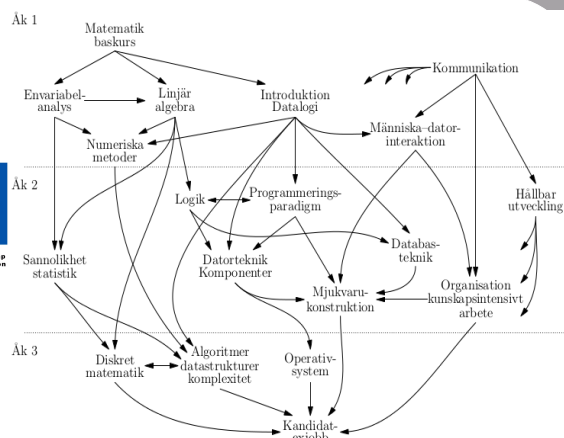 Åk 1
Matematik
baskurs
Kommunikation
Envariabel-
analys
Linjär
algebra
Introduktion
Datalogi
Människa–dator-
interaktion
Numeriska
metoder
Åk 2
Logik
Programmerings-
paradigm
Hållbar
utveckling
Sannolikhet
statistik
Datorteknik
Komponenter
Databas-
teknik
Mjukvaru-
konstruktion
Organisation
kunskapsintensivt
arbete
Åk 3
Diskret
matematik
Algoritmer
datastrukturer
komplexitet
Operativ-
system
Kandidat-
exjobb